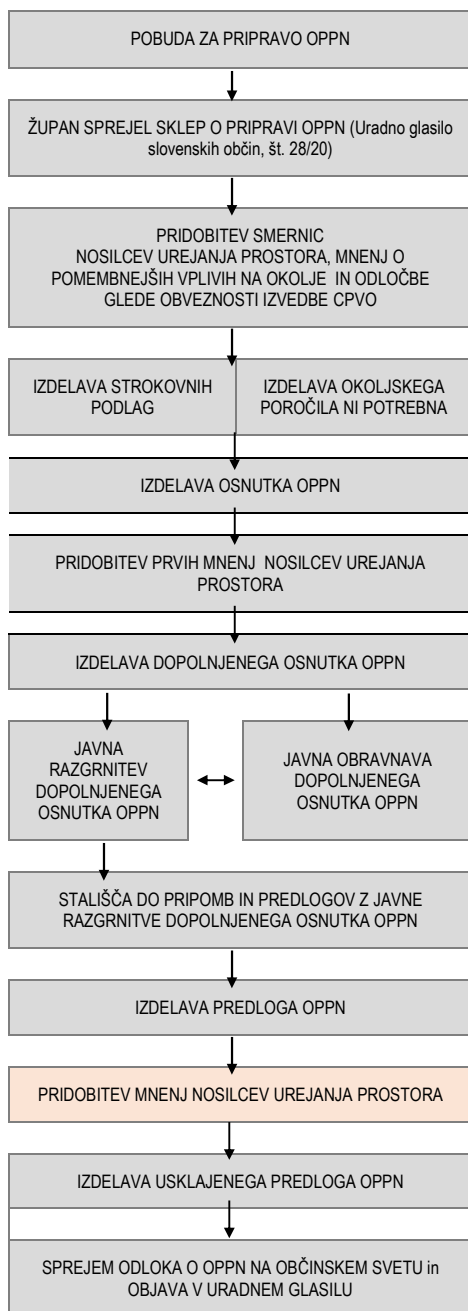 POBUDA ZA PRIPRAVO OPPN
ŽUPAN SPREJEL SKLEP O PRIPRAVI OPPN (Uradno glasilo
slovenskih občin, št. 28/20)
PRIDOBITEV SMERNIC
NOSILCEV UREJANJA PROSTORA, MNENJ O
POMEMBNEJŠIH VPLIVIH NA OKOLJE IN ODLOČBE
GLEDE OBVEZNOSTI IZVEDBE CPVO
IZDELAVA STROKOVNIH
PODLAG
IZDELAVA OKOLJSKEGA
POROČILA NI POTREBNA
IZDELAVA OSNUTKA OPPN
PRIDOBITEV PRVIH MNENJ NOSILCEV UREJANJA
PROSTORA
IZDELAVA DOPOLNJENEGA OSNUTKA OPPN
JAVNA
RAZGRNITEV
DOPOLNJENEGA
OSNUTKA OPPN
JAVNA OBRAVNAVA
DOPOLNJENEGA
OSNUTKA OPPN
STALIŠČA DO PRIPOMB IN PREDLOGOV Z JAVNE
RAZGRNITVE DOPOLNJENEGA OSNUTKA OPPN
IZDELAVA PREDLOGA OPPN
PRIDOBITEV MNENJ NOSILCEV UREJANJA PROSTORA
IZDELAVA USKLAJENEGA PREDLOGA OPPN
SPREJEM ODLOKA O OPPN NA OBČINSKEM SVETU in
OBJAVA V URADNEM GLASILU